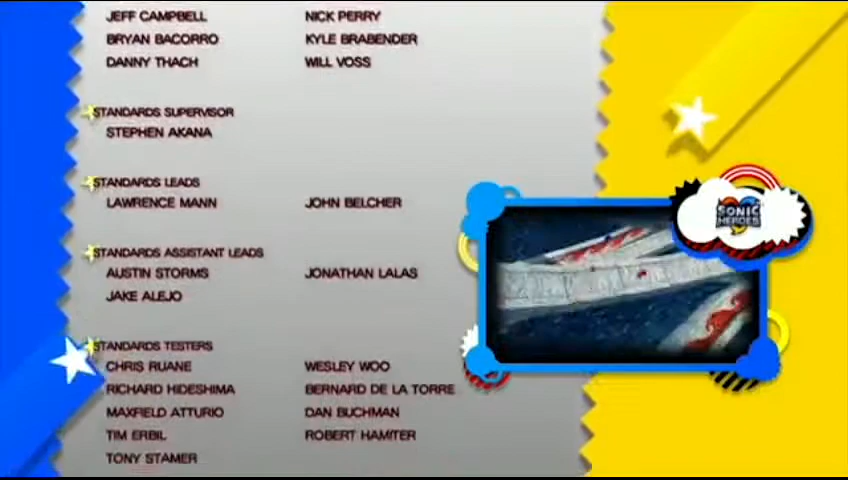 JEFF CAMPBELL NICK PERRY
BRYAN BACORRO KYLE BRABENDER
DANNY THACH WILL VOSS
STANDARDS SUPERVISOR
STEPHEN AKANA
STANDARDS LEADS
LAWRENCE MANN JOHN BELCHER
STANDARDS ASSISTANT LEADS
AUSTIN STORMS JONATHAN LALAS
JAKE ALEJO
STANDARDS TESTERS
CHRIS RUANE WESLEY WOO
RICHARD HIDESHIMA BERNARD DE LA TORRE
MAXFIELD ATTURIO DAN BUCHMAN
TIM ERBIL ROBERT HAMITER
TONY STAMER
SONIC
HEROES